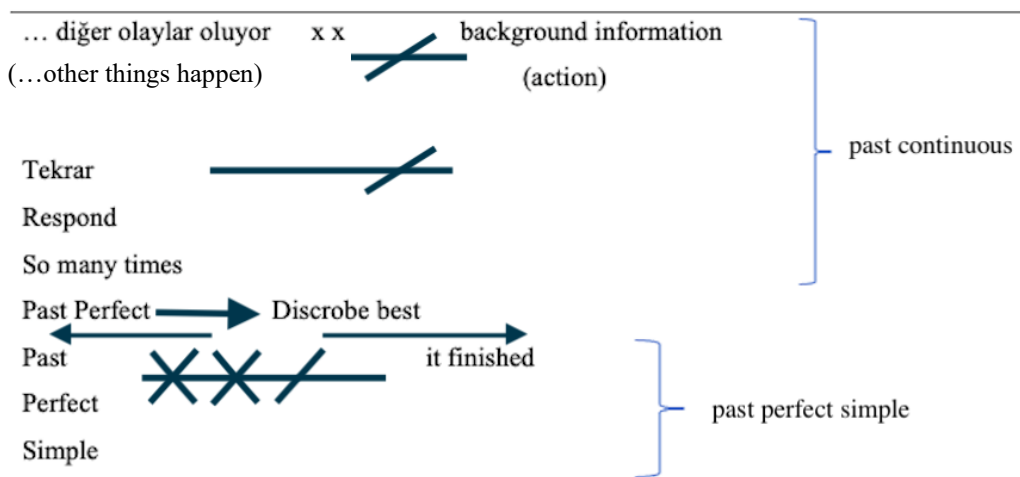 … diğer olaylar oluyor x x background information
(…other things happen) (action)
past continuous
Tekrar
Respond
So many times
Past Perfect Discrobe best
Past it finished
Perfect
past perfect simple
Simple